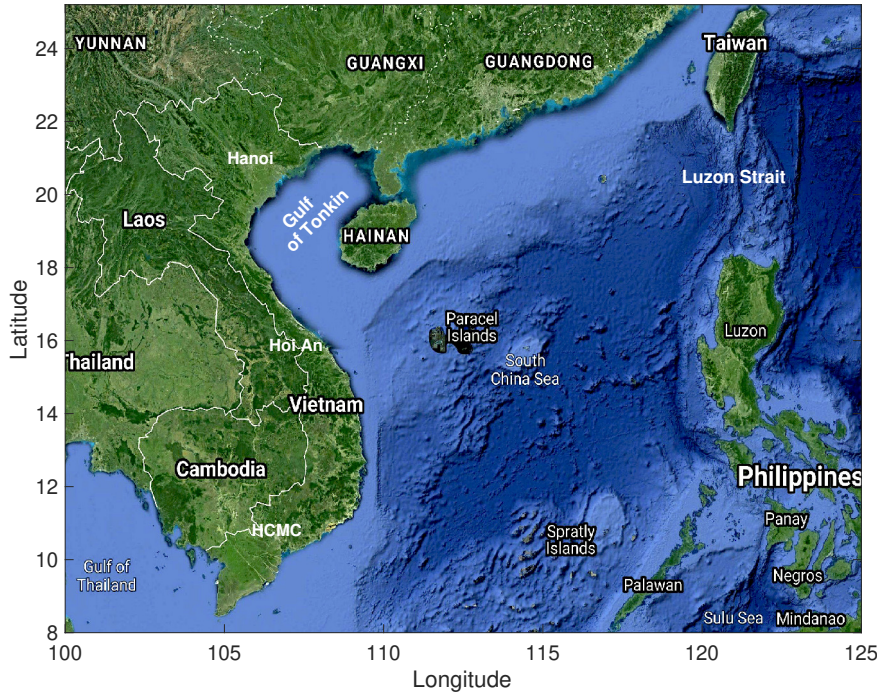 24
22
20
18
16
14
12
10
8
Latitude
100
105
110
115
120
125
Longitude
YUNNAN
GUANGXI
GUANGDONG
Taiwan
Hanoi
Luzon Strait
Gulf
of Tonkin
Laos
HAINAN
Paracel
Islands
Luzon
Hoi An
South
China Sea
Thailand
Vietnam
Cambodia
Philippines
HCMC
Panay
Spratly
Islands
Gulf of
Thailand
Palawan
Negros
Sulu Sea
Mindanao